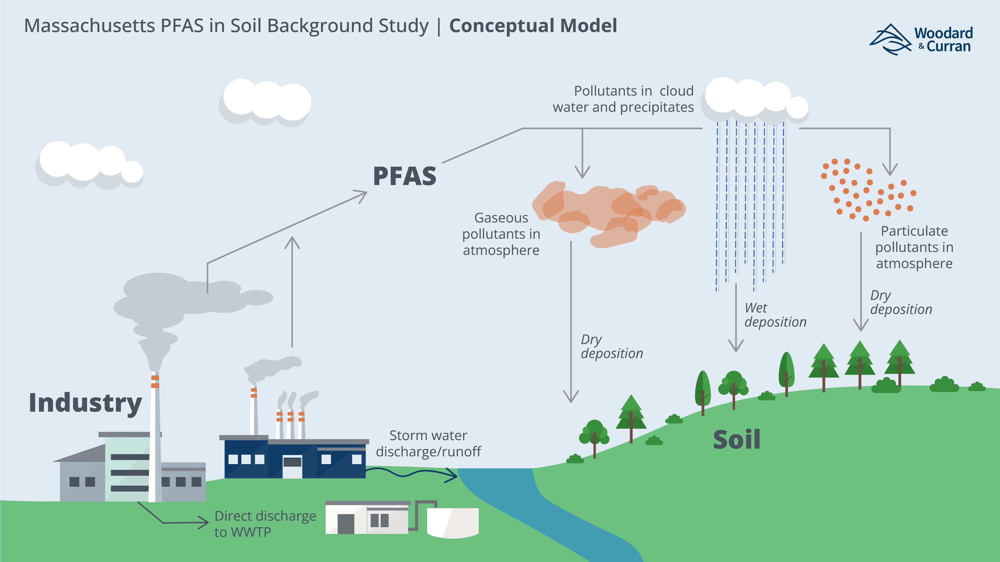 Massachusetts PFAS in Soil Background Study | Conceptual Model
Woodard
& Curran
Pollutants in cloud
water and precipitates
PFAS
Gaseous
pollutants in
atmosphere
Particulate
pollutants in
atmosphere
Dry
deposition
Wet
deposition
Dry
deposition
Industry
Storm water
discharge/runoff
Soil
Direct discharge
to WWTP